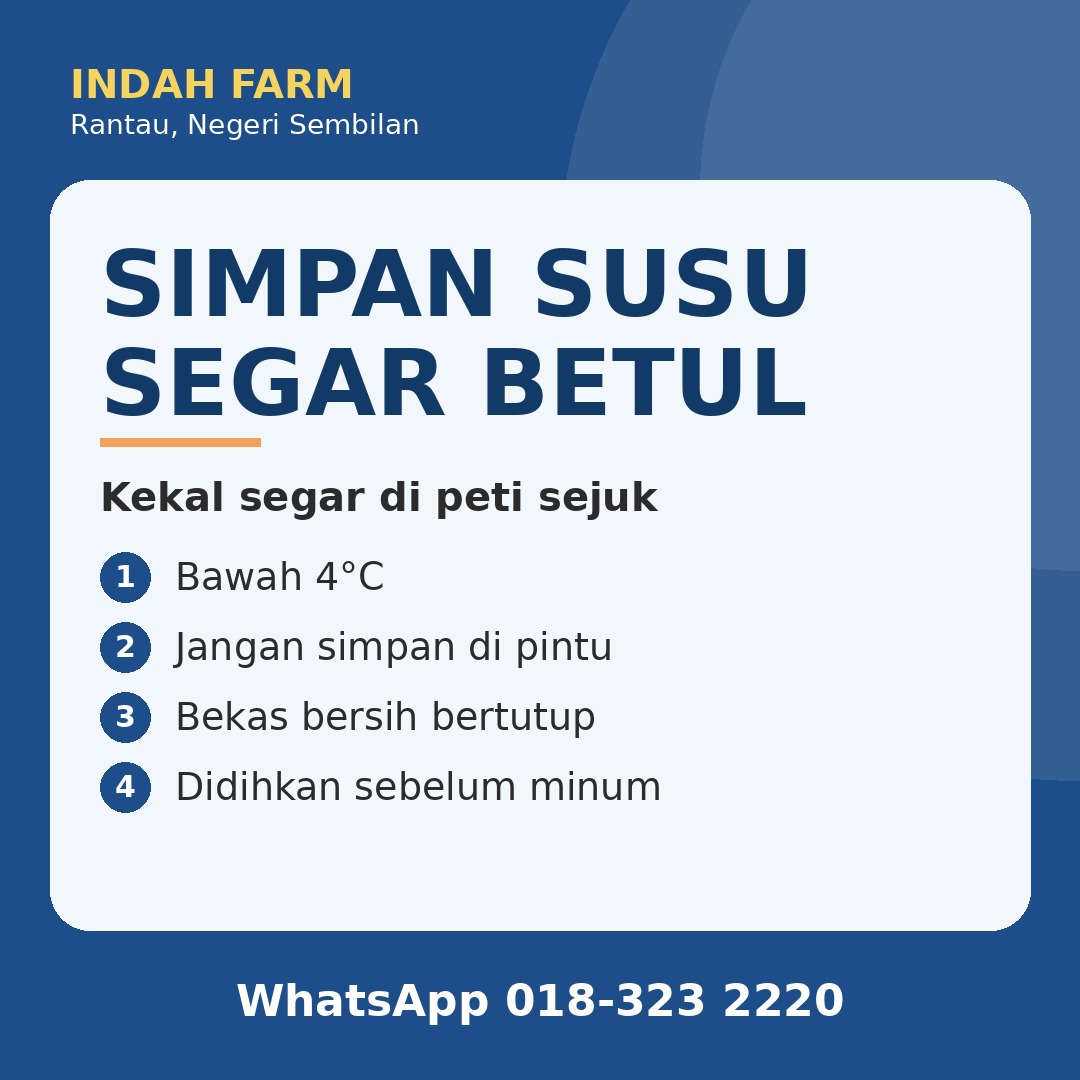 INDAH FARM
Rantau, Negeri Sembilan
SIMPAN SUSU
SEGAR BETUL
Kekal segar di peti sejuk
1 Bawah 4°C
2 Jangan simpan di pintu
3 Bekas bersih bertutup
4 Didihkan sebelum minum
WhatsApp 018-323 2220